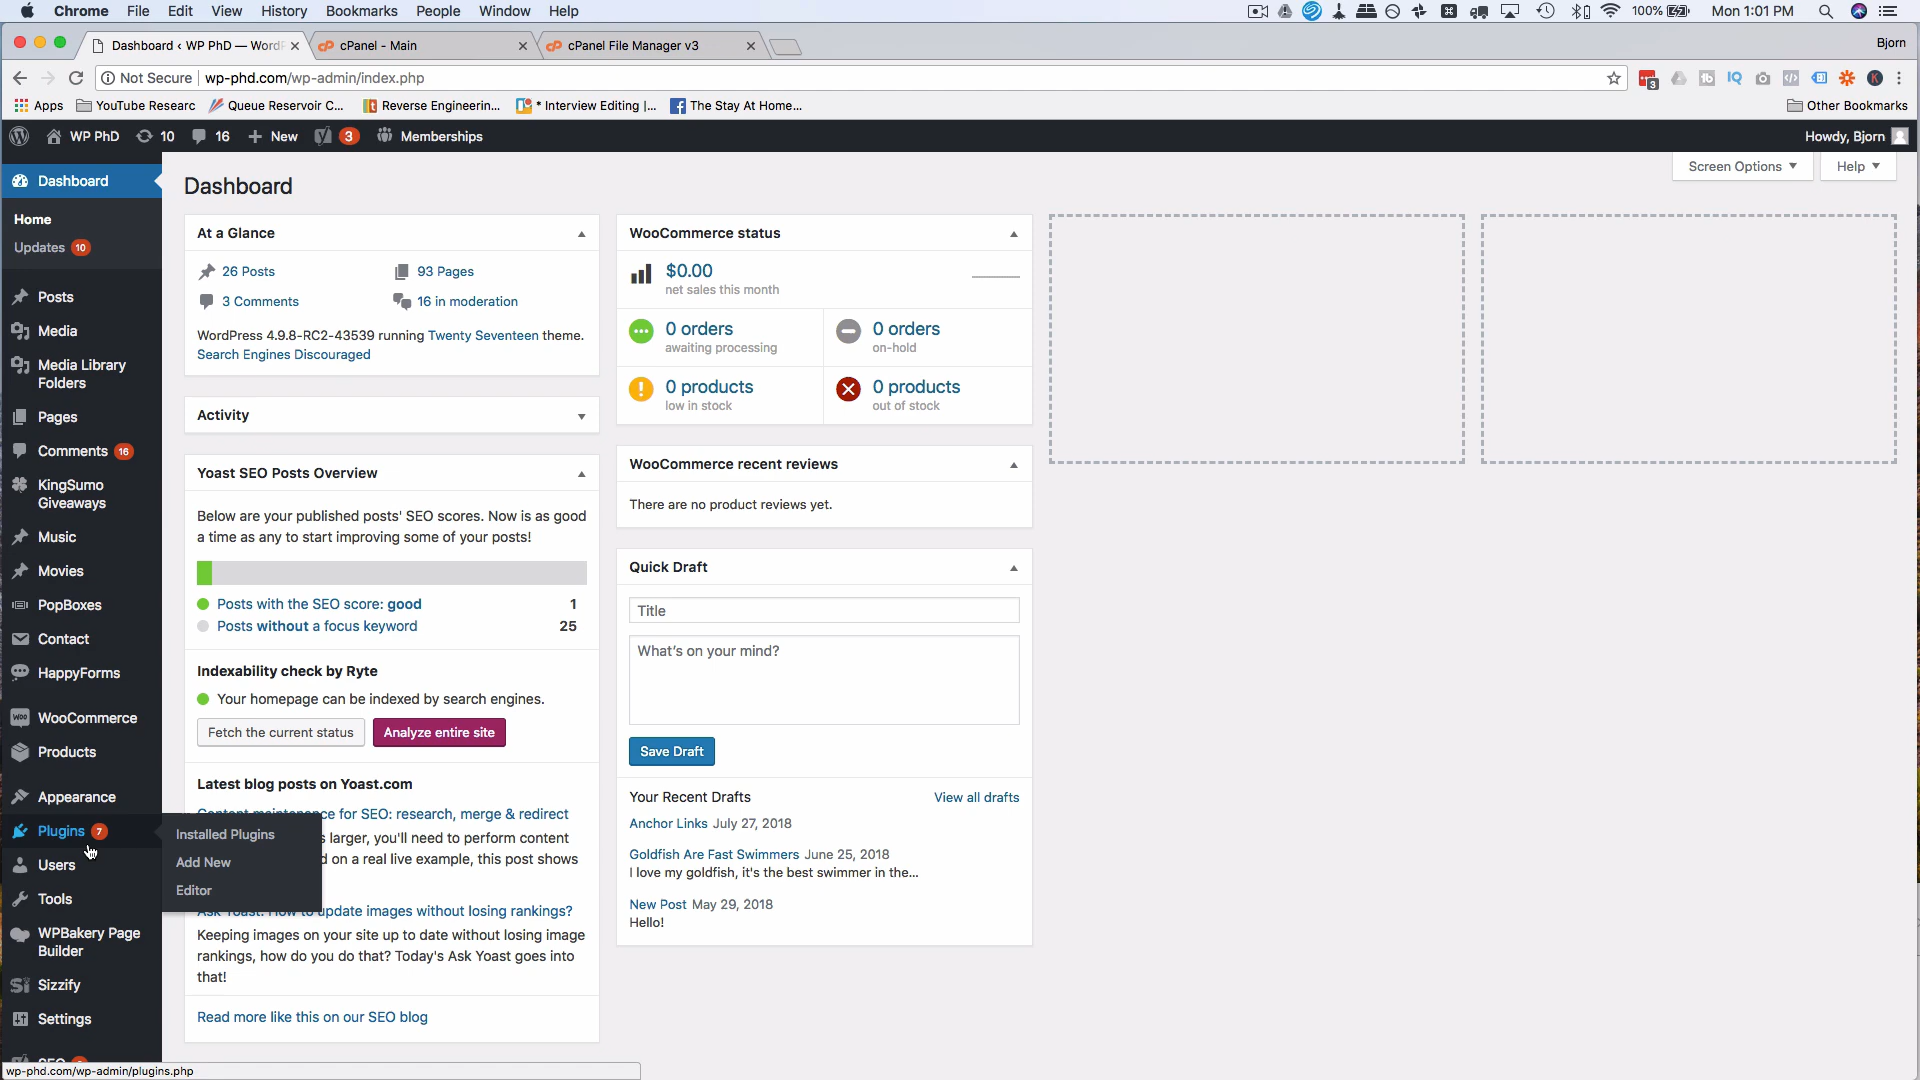 Chrome File Edit View History Bookmarks People Window Help
100% Mon 1:01 PM
Dashboard ‹ WP PhD — Word
cPanel - Main
cPanel File Manager v3
Bjorn
Not Secure wp-phd.com/wp-admin/index.php
3
Apps YouTube Researc Queue Reservoir C... Reverse Engineerin... * Interview Editing |... The Stay At Home...
Other Bookmarks
WP PhD 10 16 + New 3 Memberships
Howdy, Bjorn
Dashboard
Home
Updates 10
Posts
Media
Media Library
Folders
Pages
Comments 16
KingSumo
Giveaways
Music
Movies
PopBoxes
Contact
HappyForms
WooCommerce
Products
Appearance
Plugins 7
Users
Tools
WPBakery Page
Builder
Sizzify
Settings
Installed Plugins
Add New
Editor
wp-phd.com/wp-admin/plugins.php
Screen Options
Help
Dashboard
At a Glance
26 Posts
93 Pages
3 Comments
16 in moderation
WordPress 4.9.8-RC2-43539 running Twenty Seventeen theme.
Search Engines Discouraged
Activity
Yoast SEO Posts Overview
Below are your published posts' SEO scores. Now is as good
a time as any to start improving some of your posts!
Posts with the SEO score: good 1
Posts without a focus keyword 25
Indexability check by Ryte
Your homepage can be indexed by search engines.
Fetch the current status
Analyze entire site
Latest blog posts on Yoast.com
for SEO: research, merge & redirect
larger, you'll need to perform content
d on a real live example, this post shows
update images without losing rankings?
Keeping images on your site up to date without losing image
rankings, how do you do that? Today's Ask Yoast goes into
that!
Read more like this on our SEO blog
WooCommerce status
$0.00
net sales this month
0 orders
awaiting processing
0 orders
on-hold
0 products
low in stock
0 products
out of stock
WooCommerce recent reviews
There are no product reviews yet.
Quick Draft
Title
What's on your mind?
Save Draft
Your Recent Drafts
View all drafts
Anchor Links July 27, 2018
Goldfish Are Fast Swimmers June 25, 2018
I love my goldfish, it's the best swimmer in the...
New Post May 29, 2018
Hello!